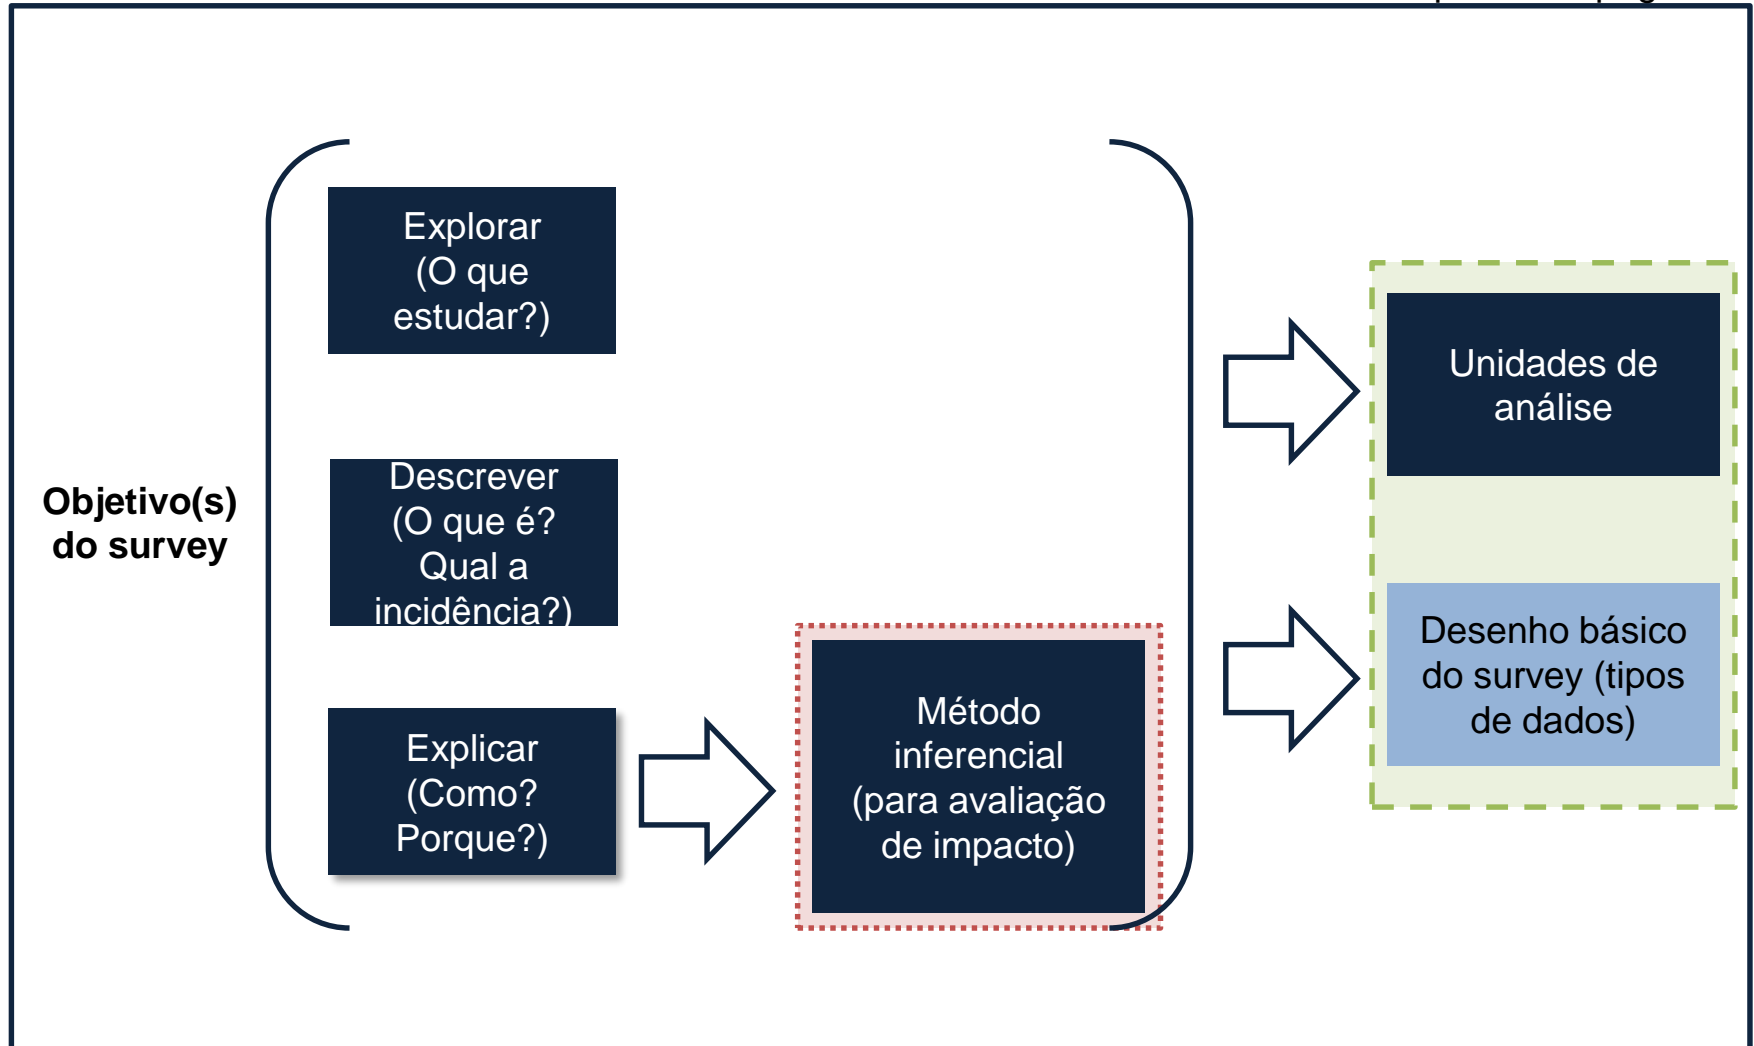 Objetivo(s)
do survey
Explorar
(O que
estudar?)
Descrever
(O que é?
Qual a
incidência?)
Explicar
(Como?
Porque?)
Método
inferencial
(para avaliação
de impacto)
Unidades de
análise
Desenho básico
do survey (tipos
de dados)